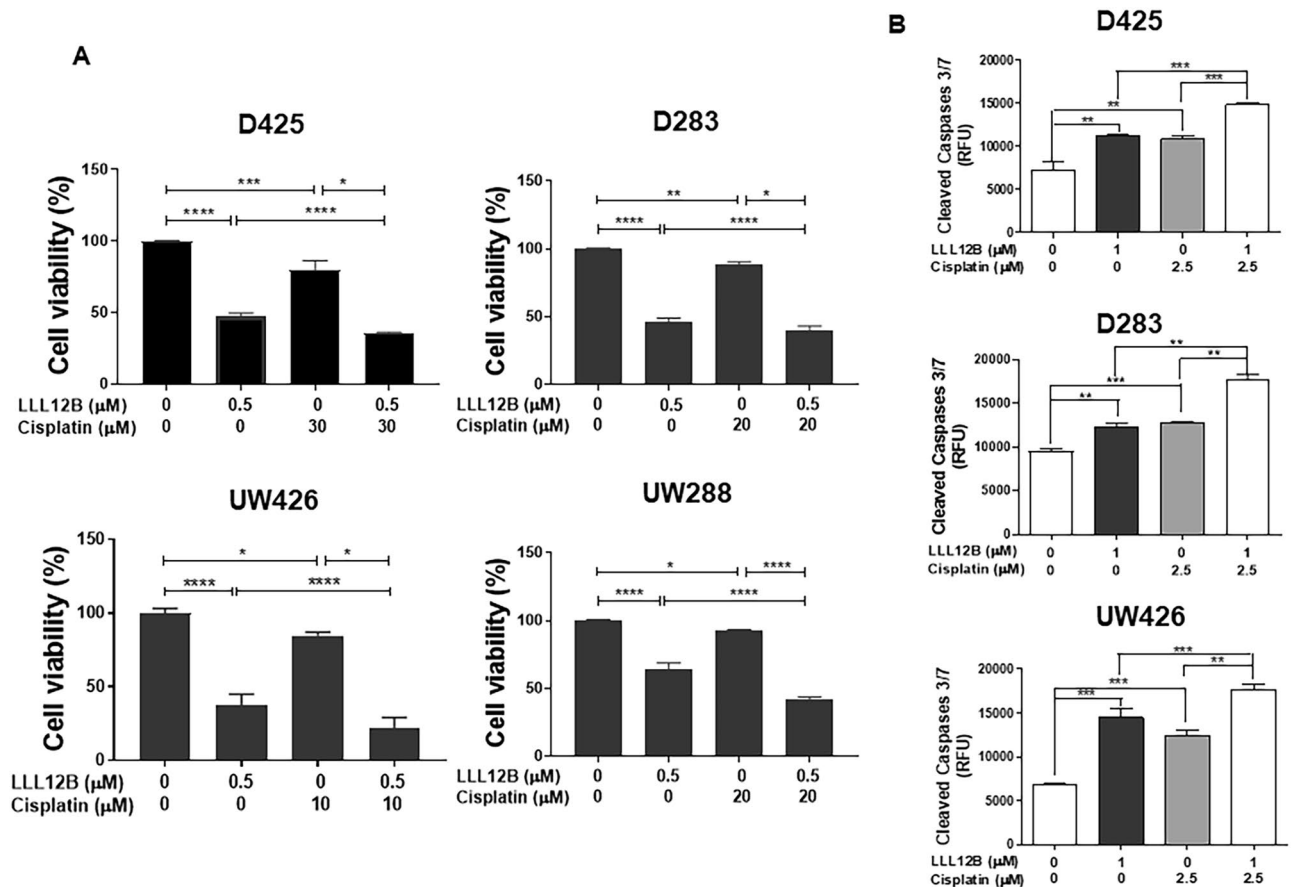 A
D425
Cell viability (%)
150
100
50
0
***
*
****
****
LLL12B (μM) 0 0.5 0 0.5
Cisplatin (μM) 0 0 30 30
D283
Cell viability (%)
150
100
50
0
**
*
****
****
0 0.5 0 0.5
LLL12B (μM)
Cisplatin (μM) 0 0 20 20
UW426
Cell viability (%)
150
100
50
0
*
*
****
****
LLL12B (μM) 0 0.5 0 0.5
Cisplatin (μM) 0 0 10 10
UW288
Cell viability (%)
150
100
50
0
*
****
****
****
LLL12B (μM) 0 0.5 0 0.5
Cisplatin (μM) 0 0 20 20
B
D425
Cleaved Caspases 3/7
(RFU)
20000
15000
10000
5000
0
***
***
**
**
LLL12B (μM) 0 1 0 1
Cisplatin (μM) 0 0 2.5 2.5
D283
Cleaved Caspases 3/7
(RFU)
20000
15000
10000
5000
0
**
**
***
**
LLL12B (μM) 0 1 0 1
Cisplatin (μM) 0 0 2.5 2.5
UW426
Cleaved Caspases 3/7
(RFU)
20000
15000
10000
5000
0
***
**
***
***
LLL12B (μM) 0 1 0 1
Cisplatin (μM) 0 0 2.5 2.5